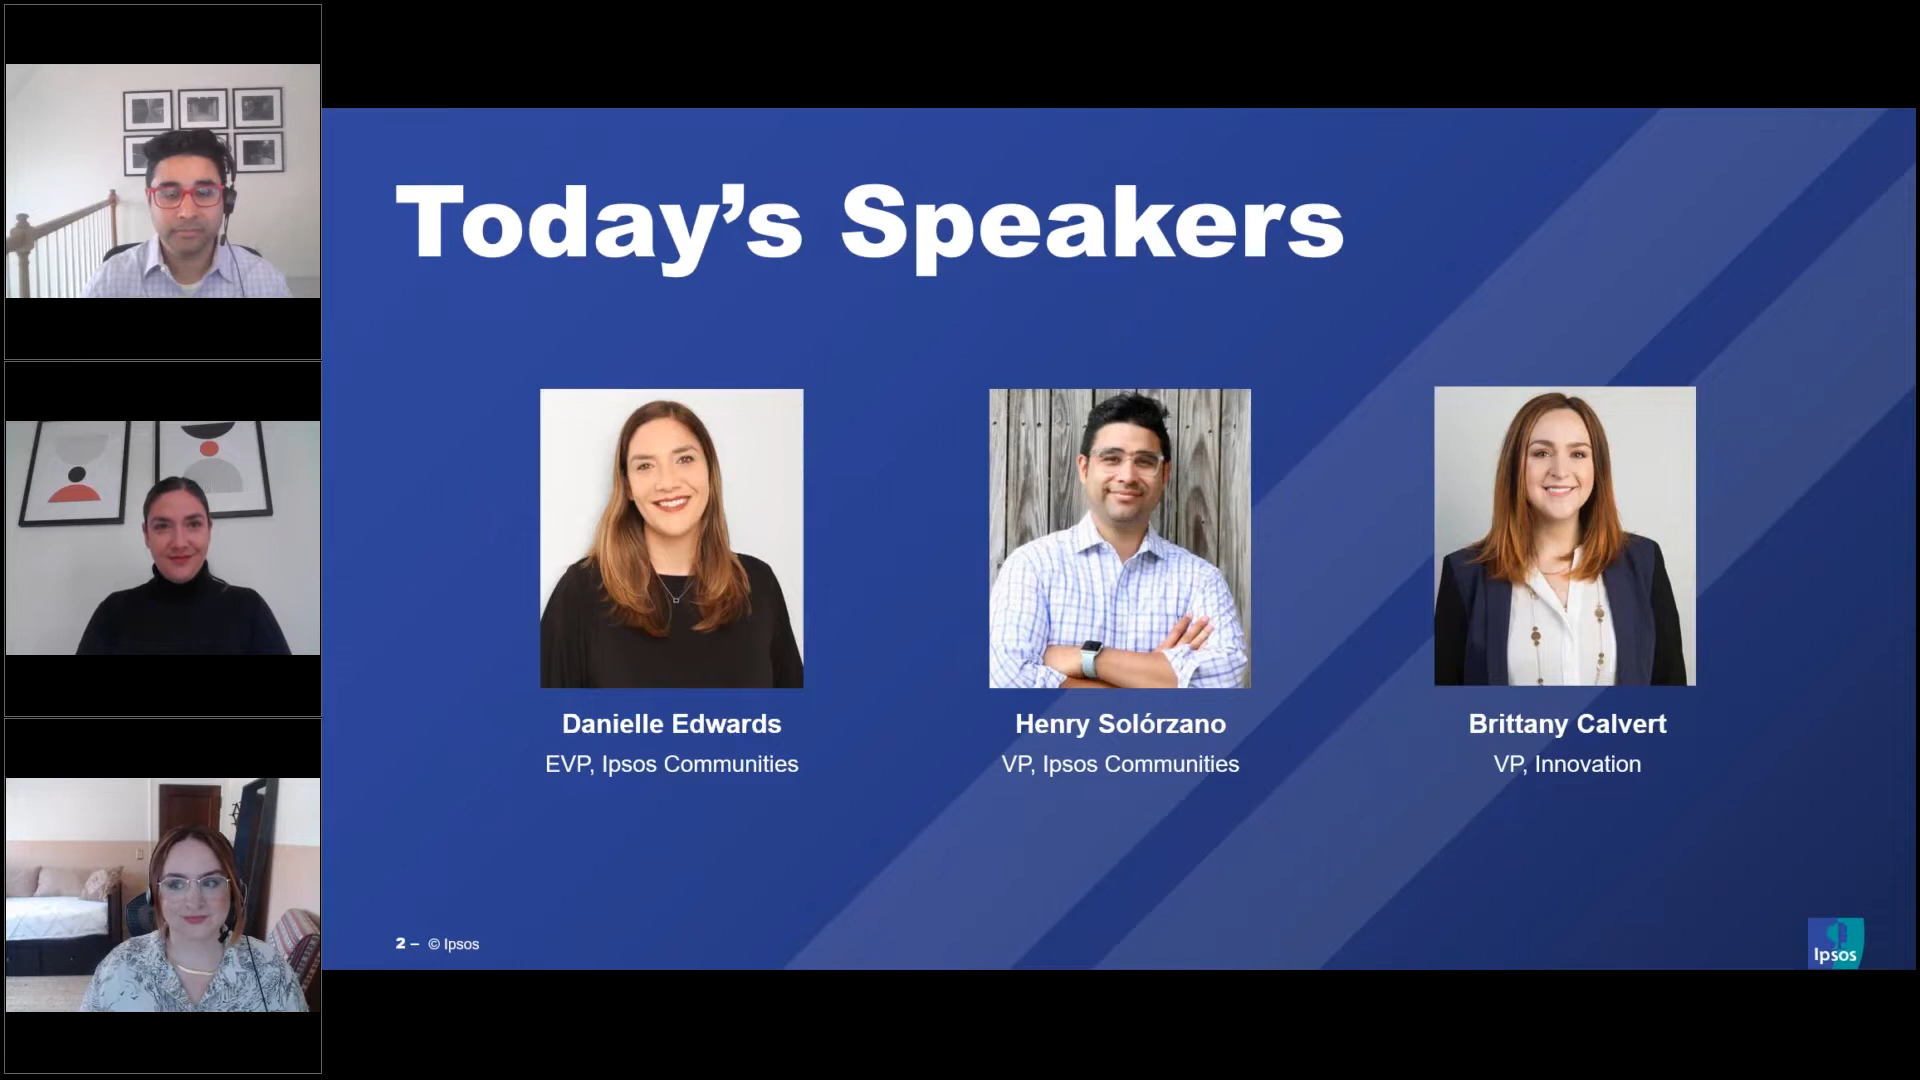 Today’s Speakers
Danielle Edwards
EVP, Ipsos Communities
Henry Solórzano
VP, Ipsos Communities
Brittany Calvert
VP, Innovation
2 – © Ipsos
Ipsos